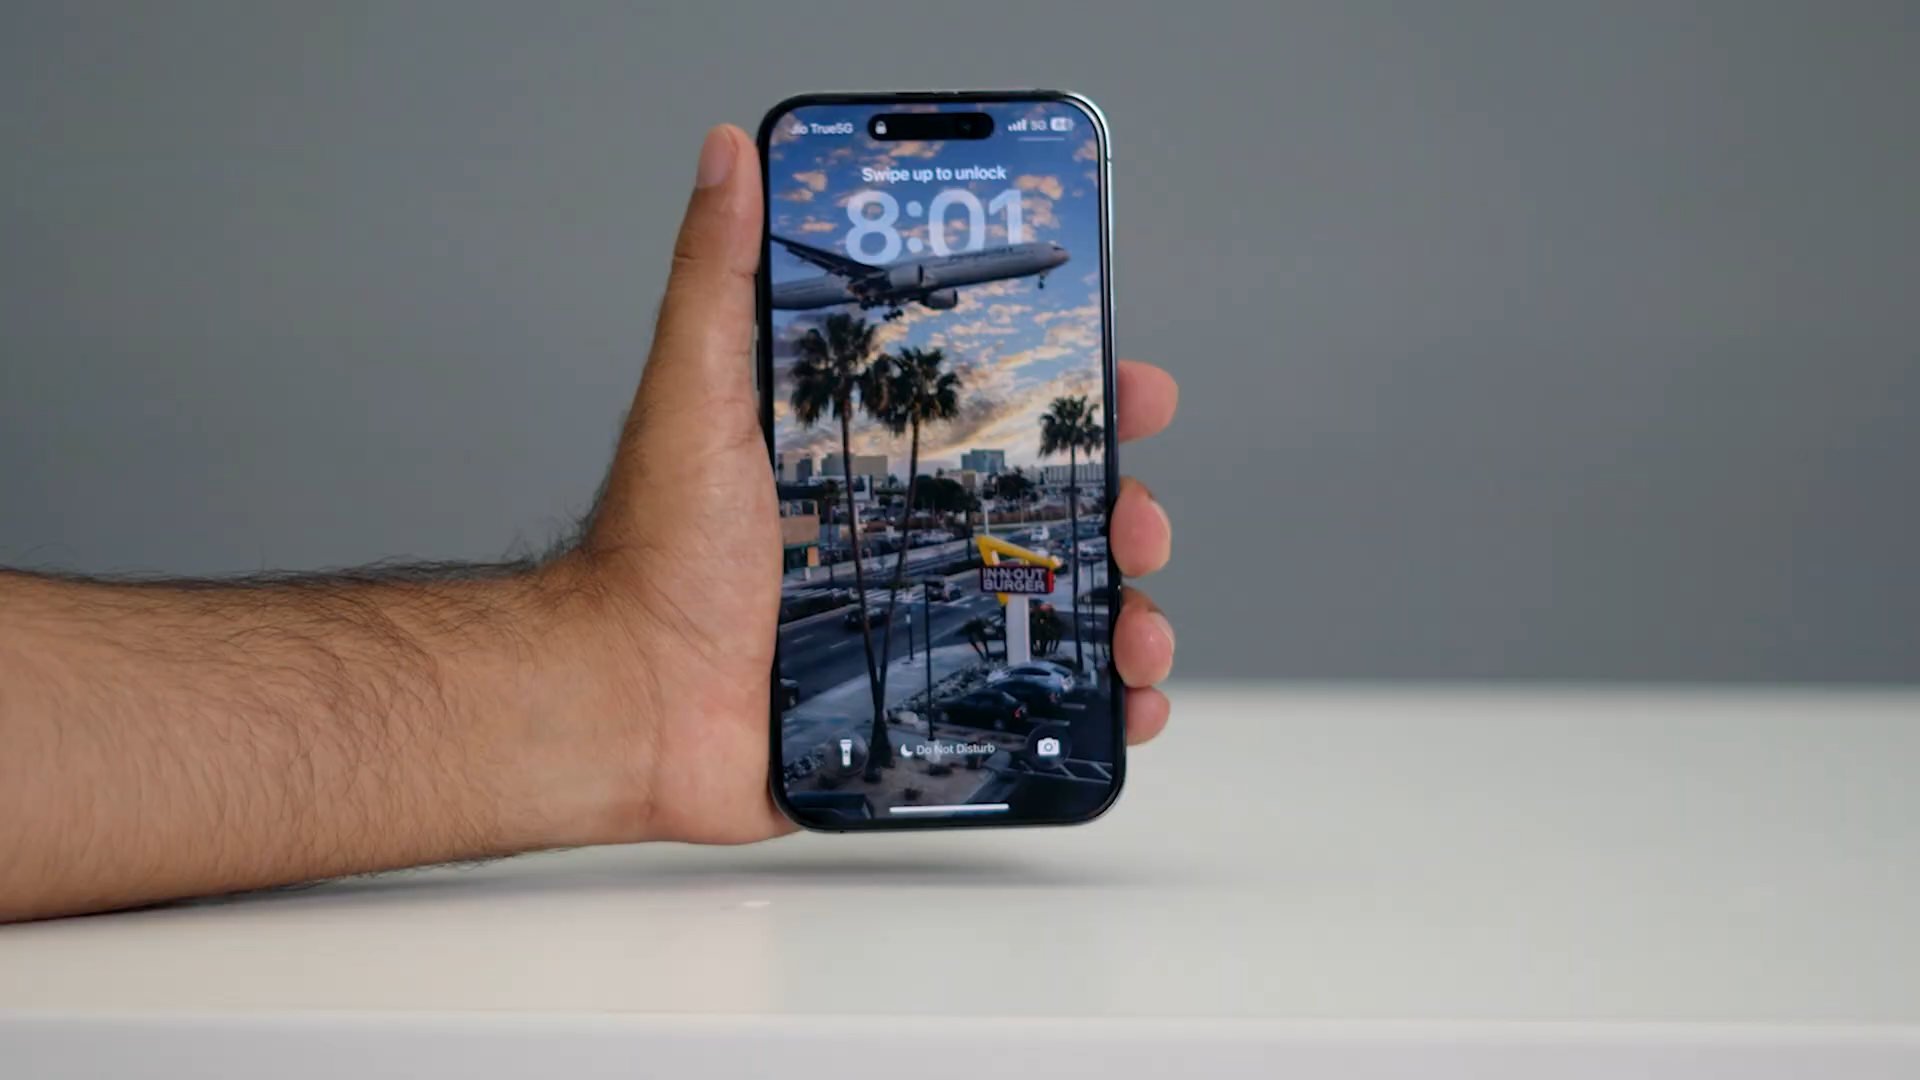 Jio True5G
5G
Swipe up to unlock
8:01
IN-N-OUT
BURGER
Do Not Disturb